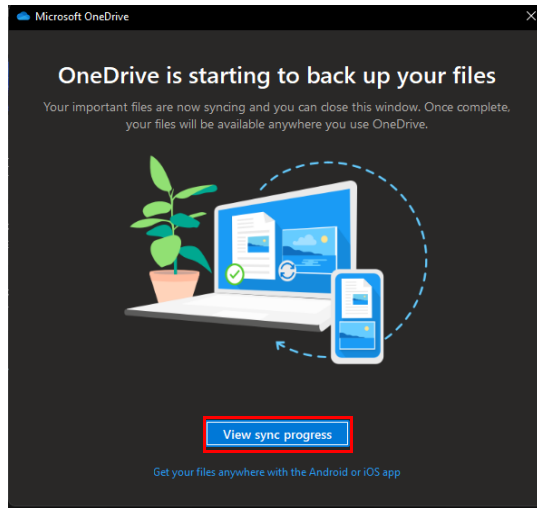 Microsoft OneDrive
OneDrive is starting to back up your files
Your important files are now syncing and you can close this window. Once complete,
your files will be available anywhere you use OneDrive.
View sync progress
Get your files anywhere with the Android or iOS app